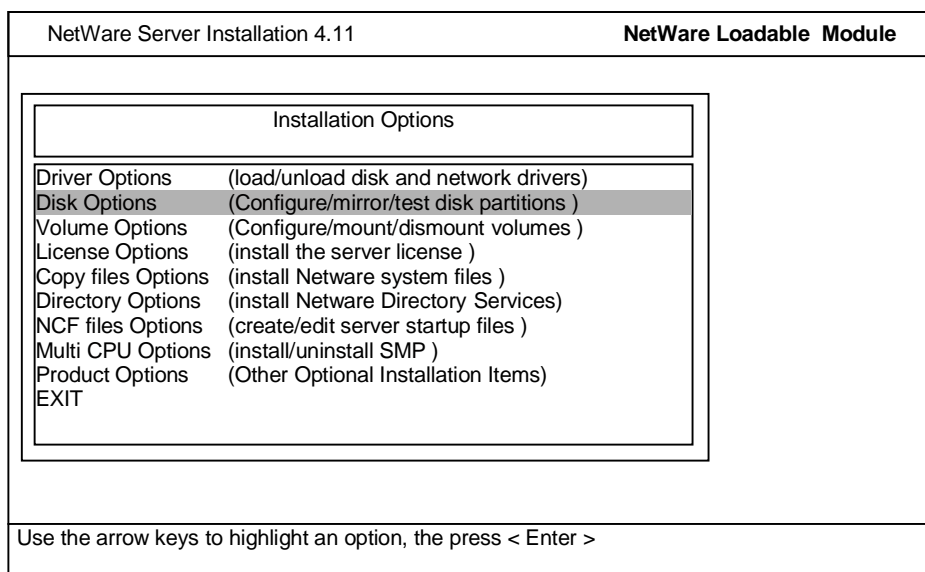 NetWare Server Installation 4.11 NetWare Loadable Module
Installation Options
Driver Options (load/unload disk and network drivers)
Disk Options (Configure/mirror/test disk partitions )
Volume Options (Configure/mount/dismount volumes )
License Options (install the server license )
Copy files Options (install Netware system files )
Directory Options (install Netware Directory Services)
NCF files Options (create/edit server startup files )
Multi CPU Options (install/uninstall SMP )
Product Options (Other Optional Installation Items)
EXIT
Use the arrow keys to highlight an option, the press < Enter >